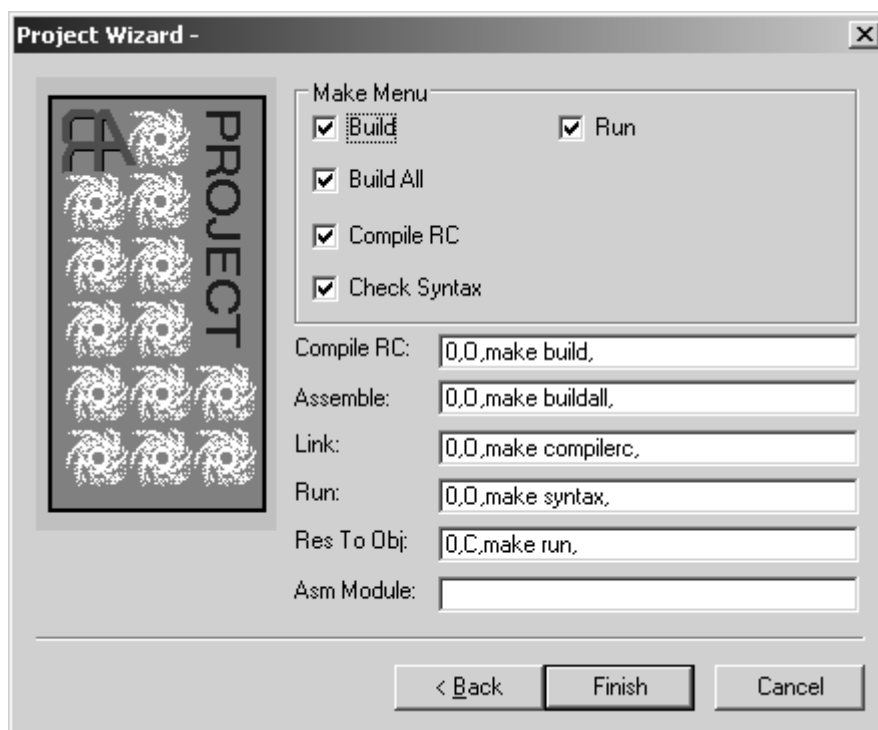 Project Wizard -
RA PROJECT
Make Menu
Build
Run
Build All
Compile RC
Check Syntax
Compile RC: 0,O,make build,
Assemble: 0,O,make buildall,
Link: 0,O,make compilerc,
Run: 0,O,make syntax,
Res To Obj: 0,C,make run,
Asm Module:
< Back
Finish
Cancel